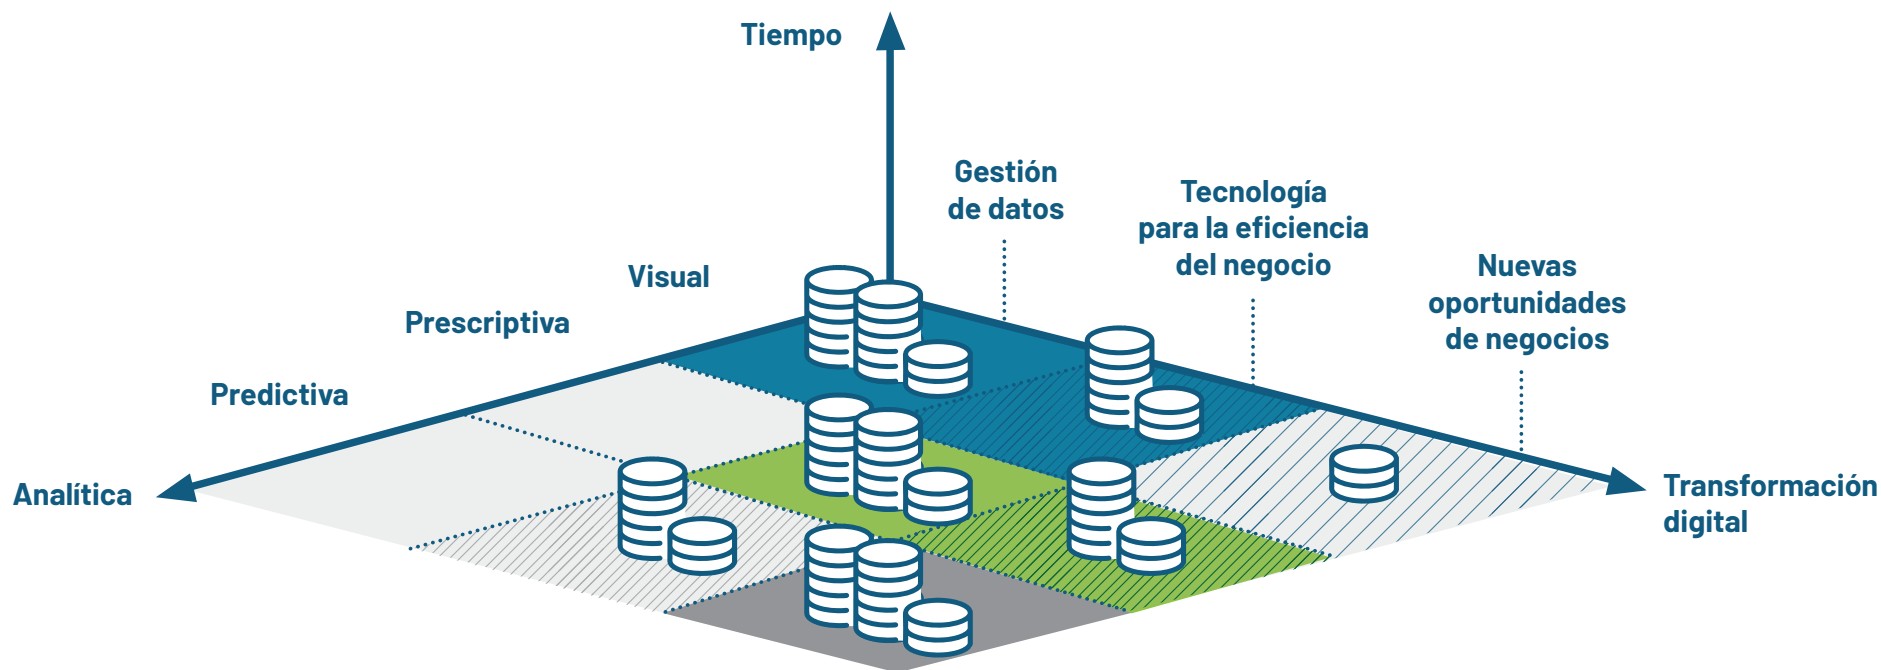 Tiempo
Gestión
de datos
Tecnología
para la eficiencia
del negocio
Nuevas
oportunidades
de negocios
Visual
Prescriptiva
Predictiva
Analítica
Transformación
digital